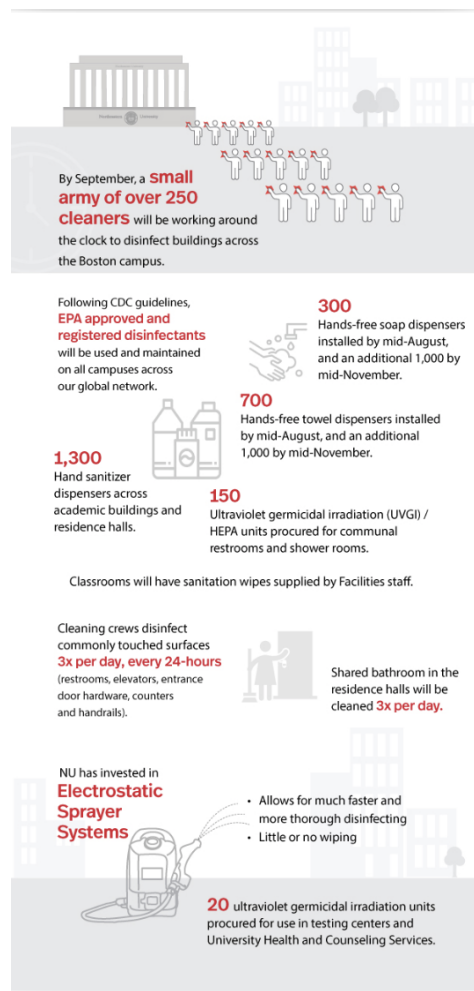 By September, a small
army of over 250
cleaners will be working around
the clock to disinfect buildings across
the Boston campus.
Following CDC guidelines,
EPA approved and
registered disinfectants
will be used and maintained
on all campuses across
our global network.
300
Hands-free soap dispensers
installed by mid-August,
and an additional 1,000 by
mid-November.
700
Hands-free towel dispensers installed
by mid-August, and an additional
1,000 by mid-November.
1,300
Hand sanitizer
dispensers across
academic buildings and
residence halls.
150
Ultraviolet germicidal irradiation (UVGI) /
HEPA units procured for communal
restrooms and shower rooms.
Classrooms will have sanitation wipes supplied by Facilities staff.
Cleaning crews disinfect
commonly touched surfaces
3x per day, every 24-hours
(restrooms, elevators, entrance
door hardware, counters
and handrails).
Shared bathroom in the
residence halls will be
cleaned 3x per day.
NU has invested in
Electrostatic
Sprayer
Systems
• Allows for much faster and
more thorough disinfecting
• Little or no wiping
20 ultraviolet germicidal irradiation units
procured for use in testing centers and
University Health and Counseling Services.